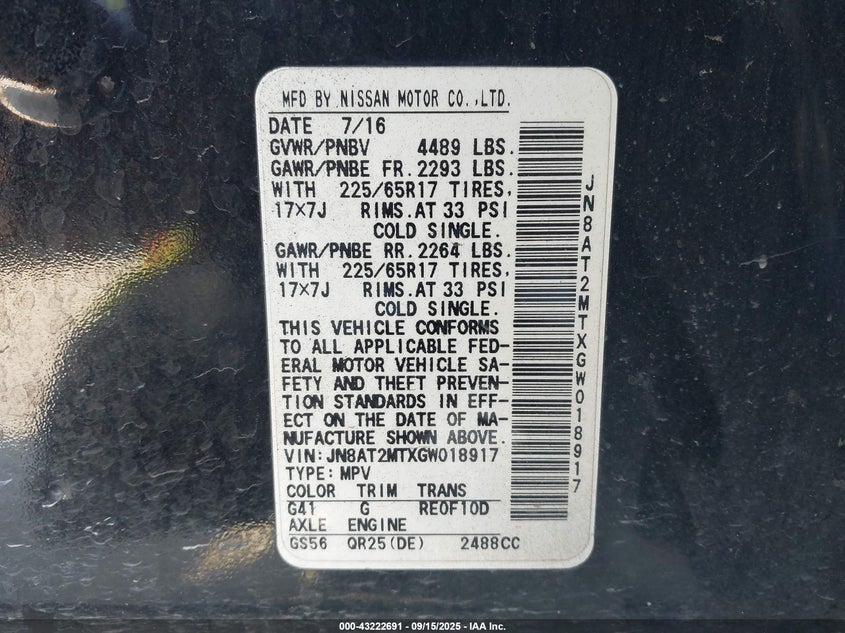 MFD BY NISSAN MOTOR CO.,LTD.
DATE 7/16
GVWR/PNBV 4489 LBS.
GAWR/PNBE FR. 2293 LBS.
WITH 225/65R17 TIRES,
17×7J RIMS.AT 33 PSI
COLD SINGLE.
GAWR/PNBE RR. 2264 LBS.
WITH 225/65R17 TIRES,
17×7J RIMS.AT 33 PSI
COLD SINGLE.
THIS VEHICLE CONFORMS
TO ALL APPLICABLE FED-
ERAL MOTOR VEHICLE SA-
FETY AND THEFT PREVEN-
TION STANDARDS IN EFF-
ECT ON THE DATE OF MA-
NUFACTURE SHOWN ABOVE.
VIN:JN8AT2MTXGW018917
TYPE:MPV
COLOR TRIM TRANS
G41 G RE0F10D
AXLE ENGINE
GS56 QR25(DE) 2488CC
JN8AT2MTXGW018917
000-43222691 - 09/15/2025 - IAA Inc.